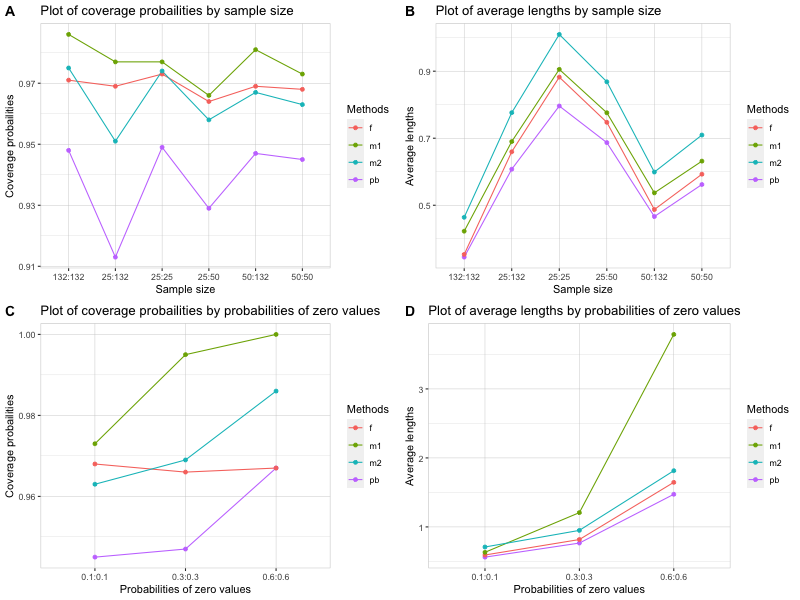 A
Plot of coverage probailities by sample size
Coverage probailities
0.97
0.95
0.93
0.91
132:132
25:132
25:25
25:50
50:132
50:50
Sample size
Methods
f
m1
m2
pb
B
Plot of average lengths by sample size
Average lengths
0.9
0.7
0.5
132:132
25:132
25:25
25:50
50:132
50:50
Sample size
Methods
f
m1
m2
pb
C
Plot of coverage probailities by probabilities of zero values
Coverage probailities
1.00
0.98
0.96
0.1:0.1
0.3:0.3
0.6:0.6
Probabilities of zero values
Methods
f
m1
m2
pb
D
Plot of average lengths by probabilities of zero values
Average lengths
3
2
1
0.1:0.1
0.3:0.3
0.6:0.6
Probabilities of zero values
Methods
f
m1
m2
pb